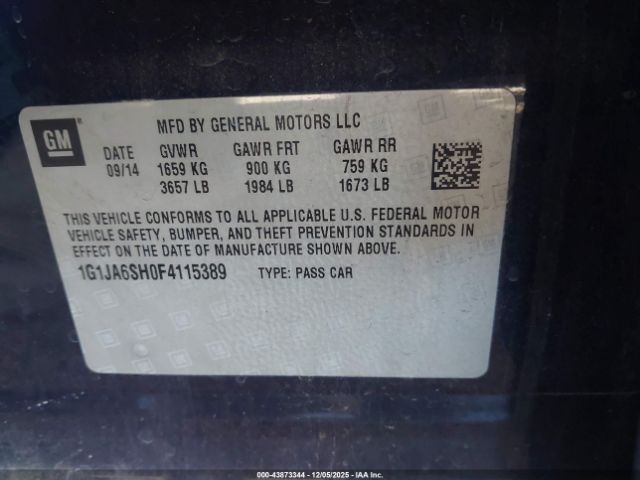 GM
MFD BY GENERAL MOTORS LLC
DATE GVWR GAWR FRT GAWR RR
09/14 1659 KG 900 KG 759 KG
3657 LB 1984 LB 1673 LB
THIS VEHICLE CONFORMS TO ALL APPLICABLE U.S. FEDERAL MOTOR
VEHICLE SAFETY, BUMPER, AND THEFT PREVENTION STANDARDS IN
EFFECT ON THE DATE OF MANUFACTURE SHOWN ABOVE.
1G1JA6SH0F4115389 TYPE: PASS CAR
000-43873344 | 12/05/2025 - IAA Inc.